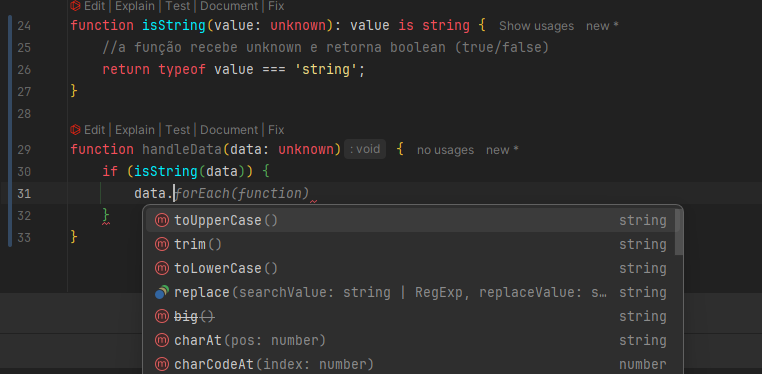 Edit | Explain | Test | Document | Fix
24 function isString(value: unknown): value is string { Show usages new *
25 //a função recebe unknown e retorna boolean (true/false)
26 return typeof value === 'string';
27 }
28
Edit | Explain | Test | Document | Fix
29 function handleData(data: unknown) : void { no usages new *
30 if (isString(data)) {
31 data.forEach(function)
32 }
33 }
toUpperCase() string
trim() string
toLowerCase() string
replace(searchValue: string | RegExp, replaceValue: s... string
big() string
charAt(pos: number) string
charCodeAt(index: number) number